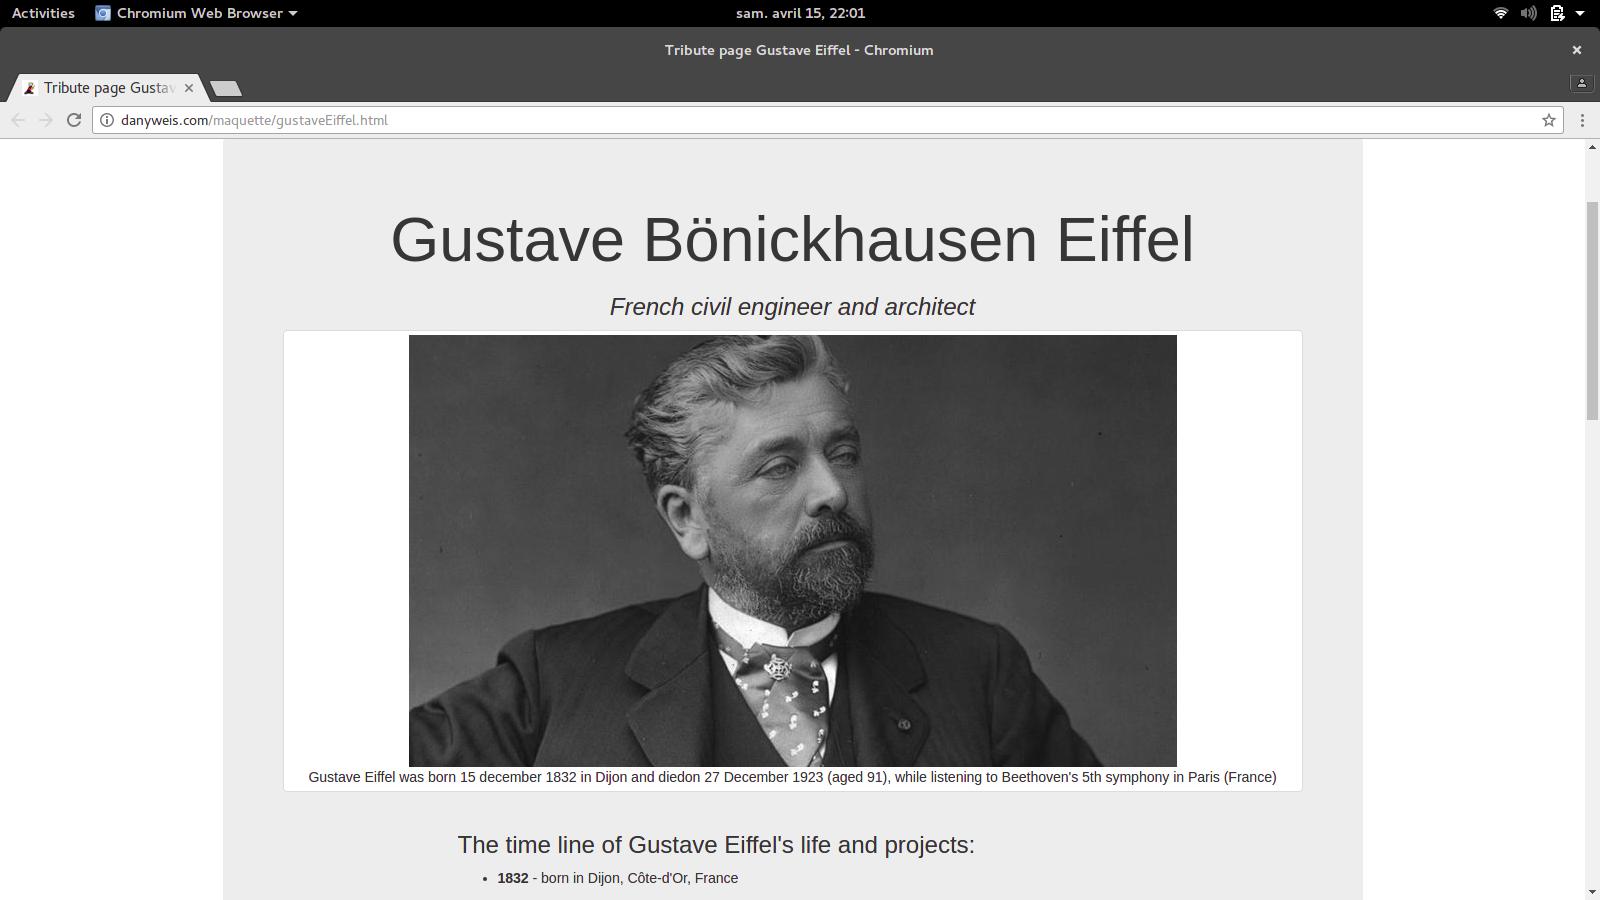 Activities Chromium Web Browser sam. avril 15, 22:01
Tribute page Gustave Eiffel - Chromium
Tribute page Gustav
danyweis.com/maquette/gustaveEiffel.html
Gustave Bönickhausen Eiffel
French civil engineer and architect
Gustave Eiffel was born 15 december 1832 in Dijon and diedon 27 December 1923 (aged 91), while listening to Beethoven's 5th symphony in Paris (France)
The time line of Gustave Eiffel's life and projects:
• 1832 - born in Dijon, Côte-d'Or, France